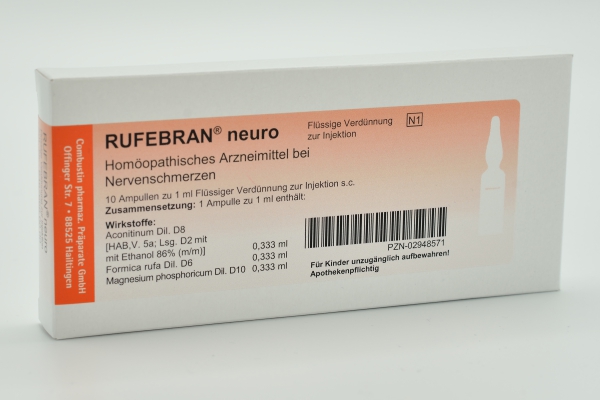 RUFEBRAN® neuro
Flüssige Verdünnung
zur Injektion
N1
Homöopathisches Arzneimittel bei
Nervenschmerzen
10 Ampullen zu 1 ml Flüssiger Verdünnung zur Injektion s.c.
Zusammensetzung: 1 Ampulle zu 1 ml enthält:
Wirkstoffe:
Aconitinum Dil. D8
[HAB,V. 5a; Lsg. D2 mit
mit Ethanol 86% (m/m)] 0,333 ml
Formica rufa Dil. D6 0,333 ml
Magnesium phosphoricum Dil. D10 0,333 ml
PZN-02948571
Für Kinder unzugänglich aufbewahren!
Apothekenpflichtig
Combustin pharmaz. Präparate GmbH
Offinger Str. 7 • 88525 Hailtingen
RUFEBRAN® neuro